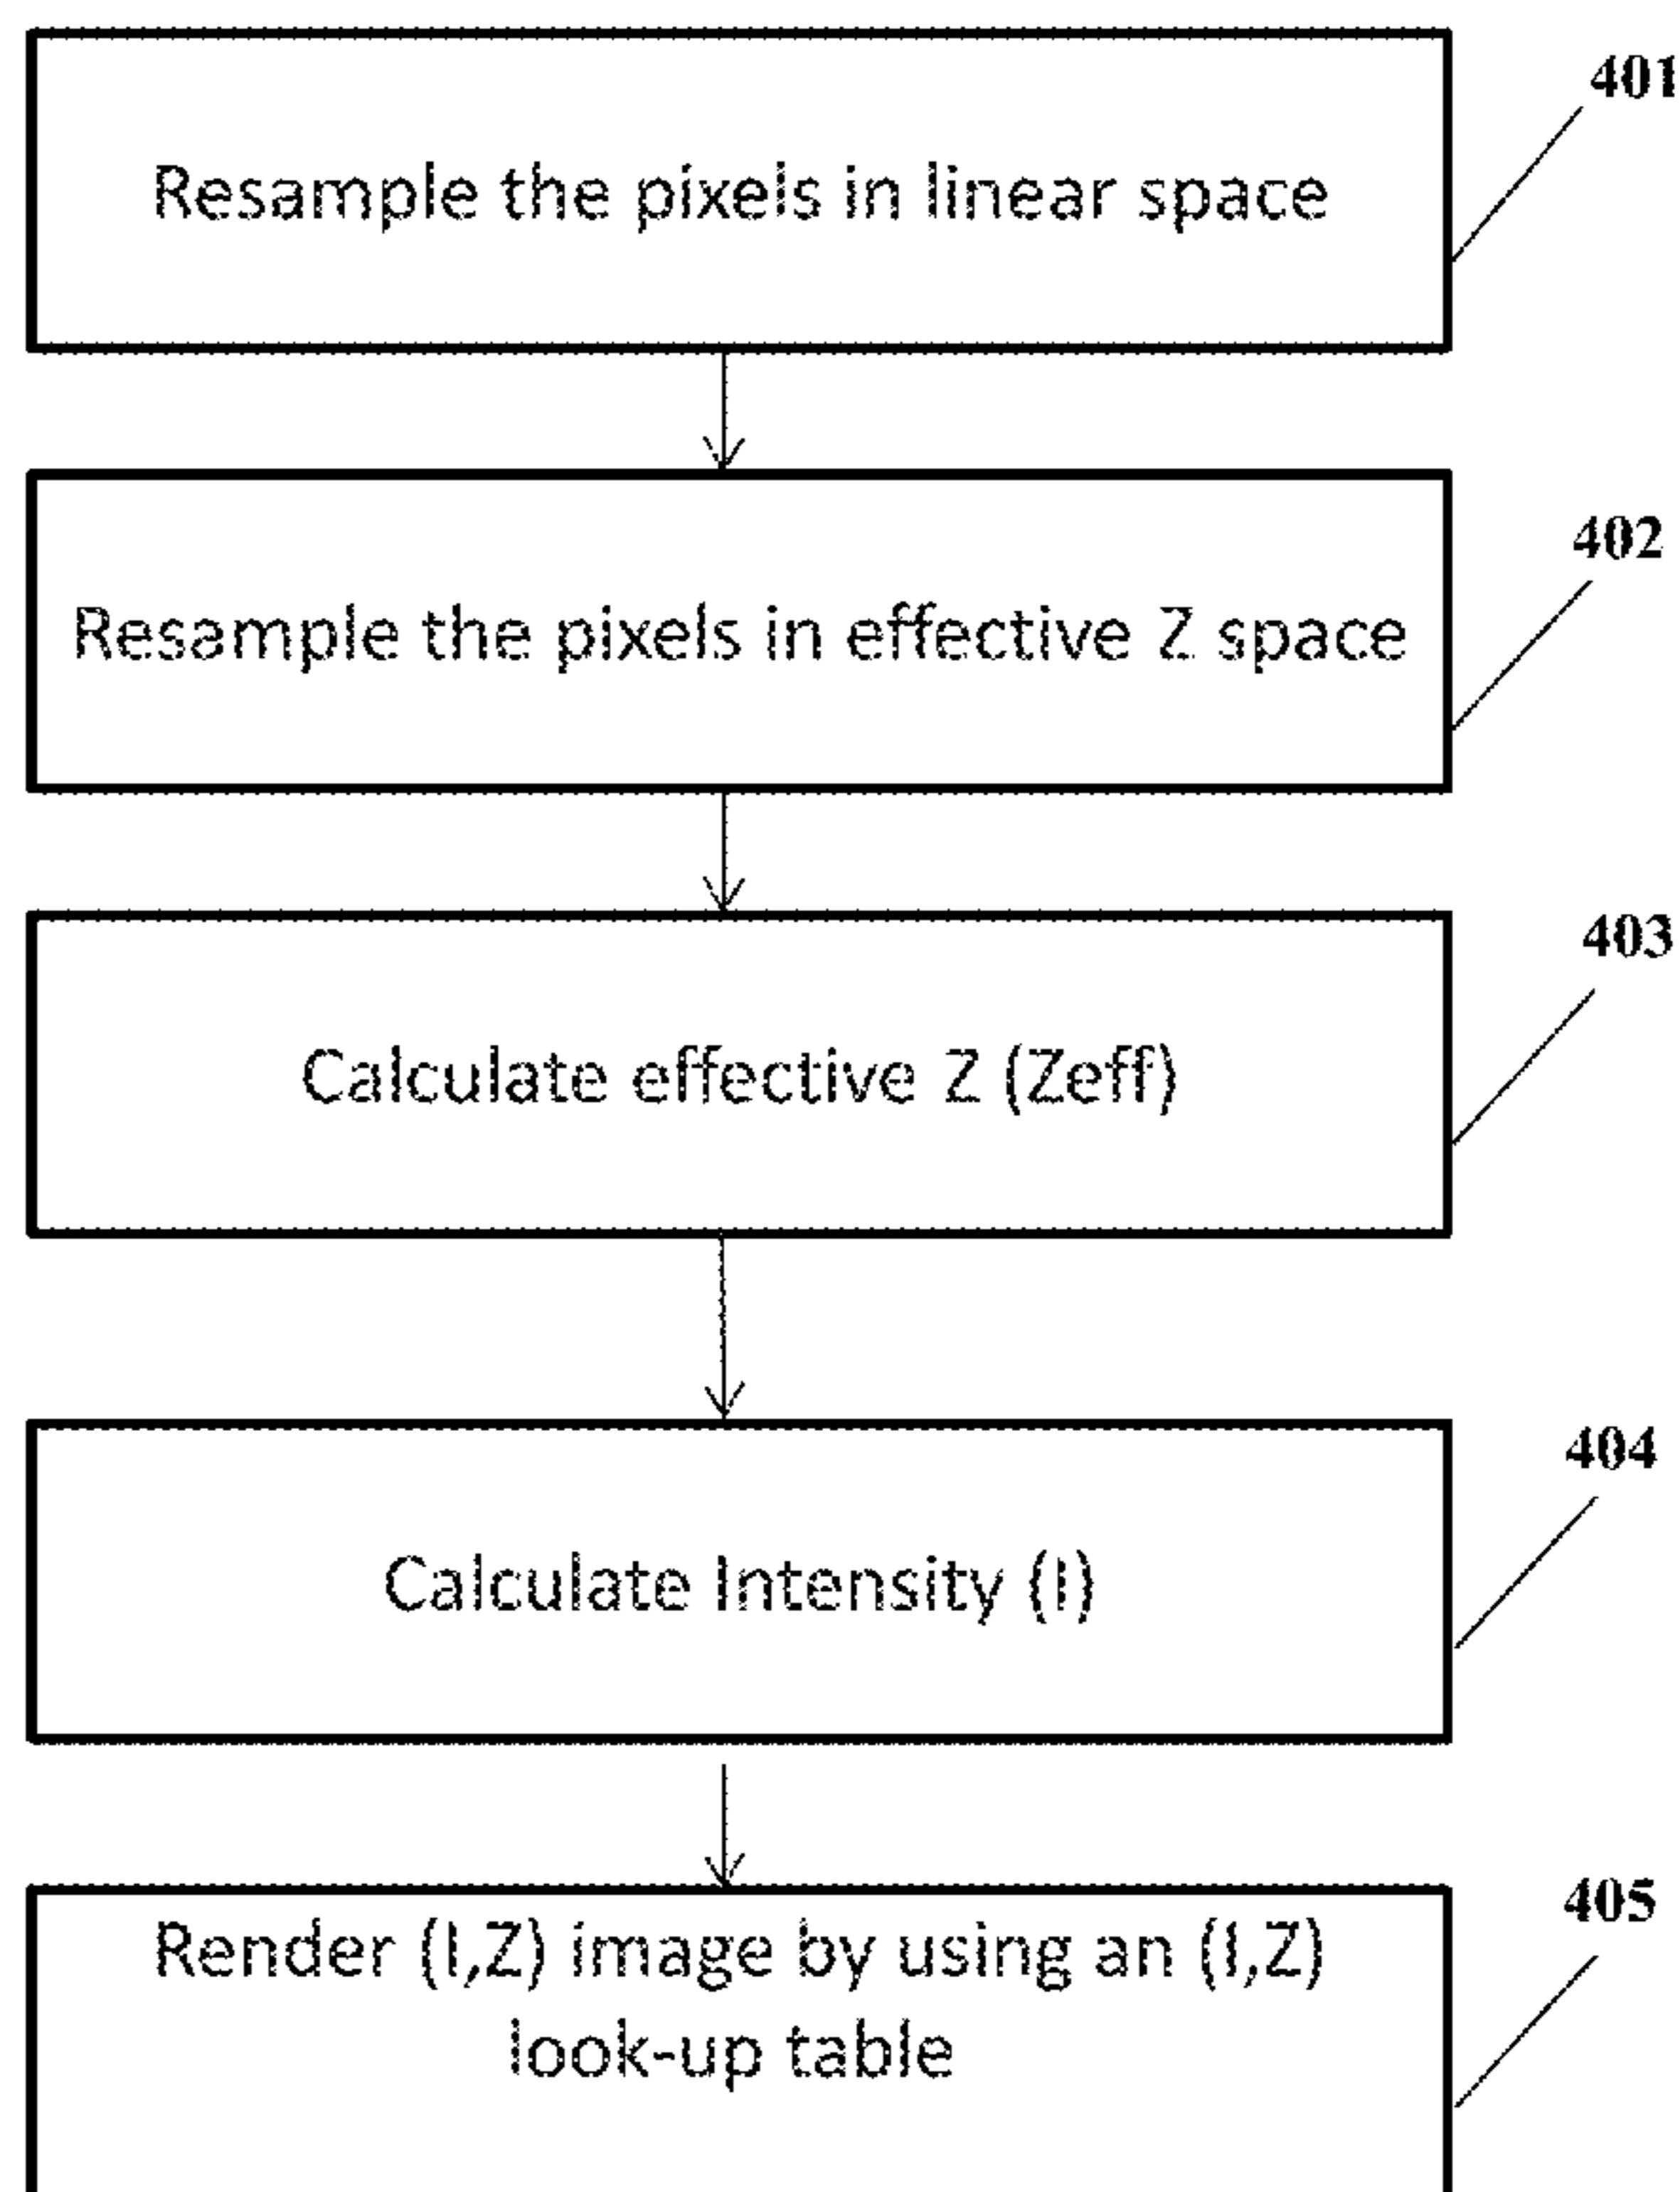 401
Resample the pixels in linear space
402
Resample the pixels in effective Z space
403
Calculate effective Z (Zeff)
404
Calculate Intensity (I)
405
Render (I,Z) image by using an (I,Z)
look-up table